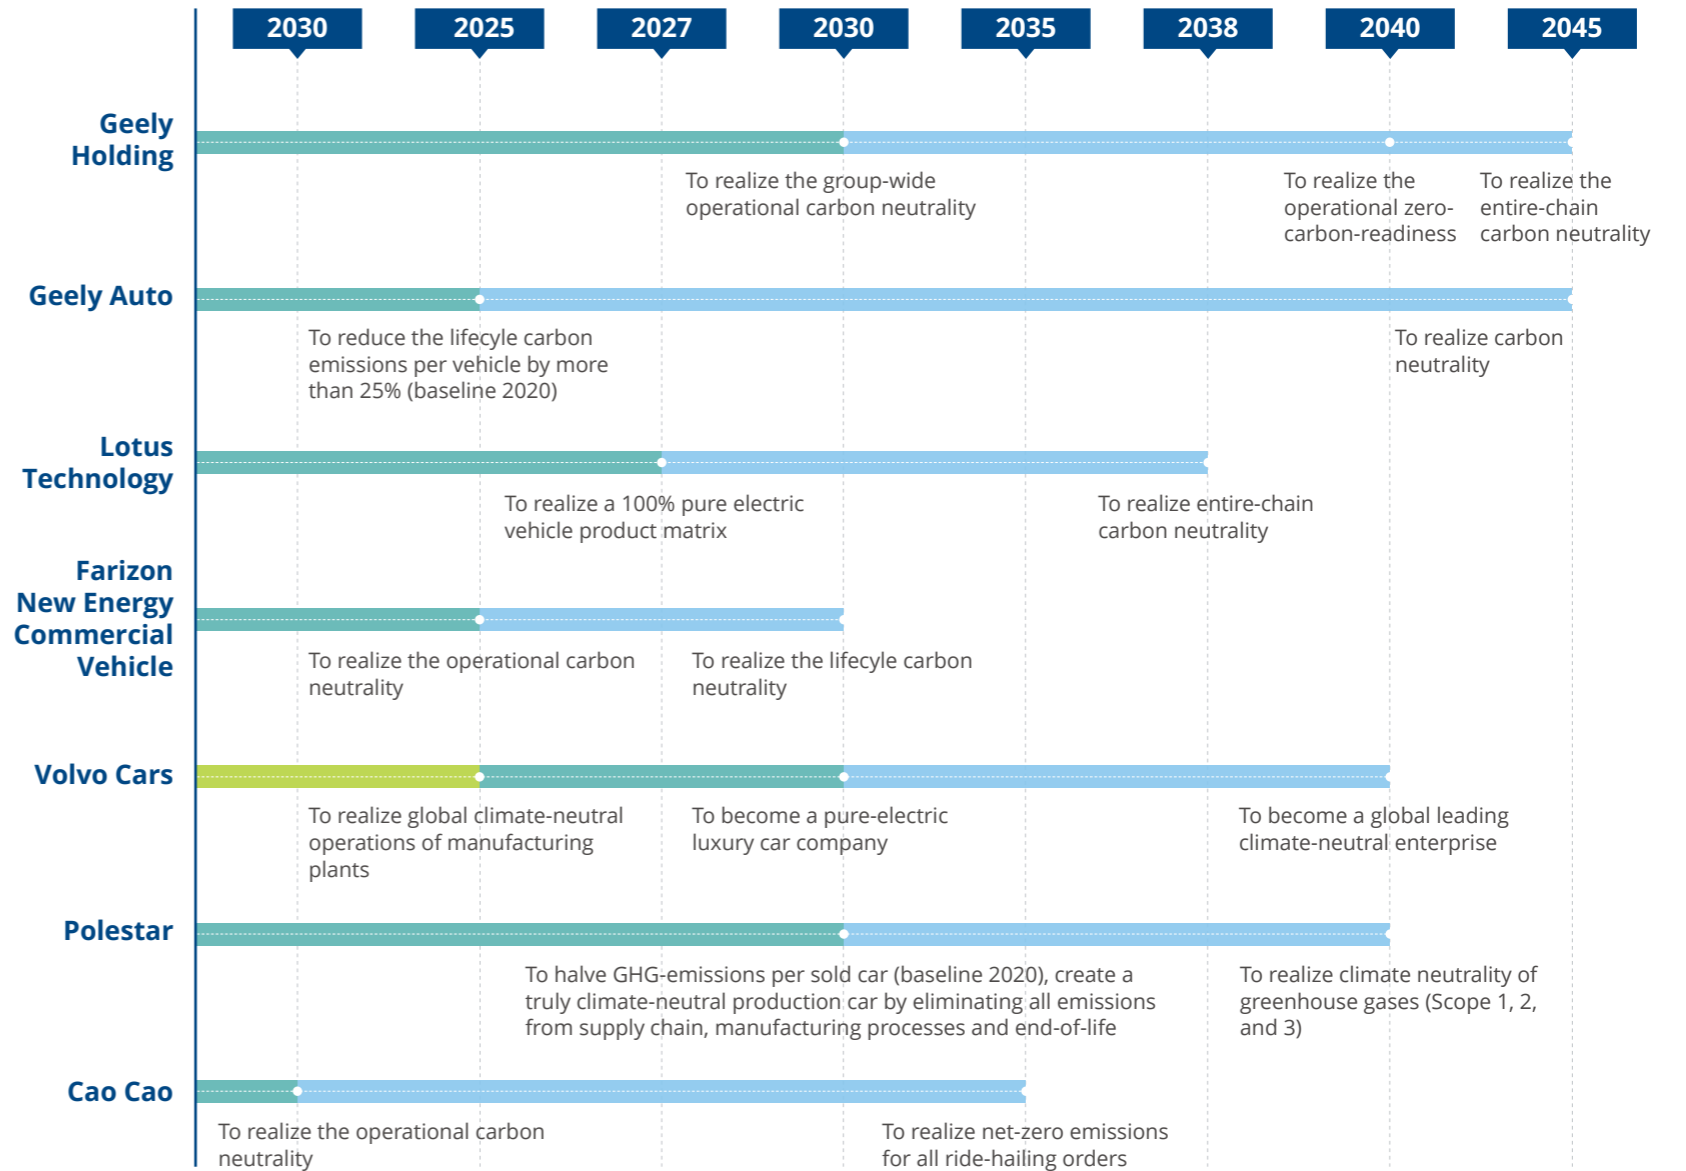 2030 2025 2027 2030 2035 2038 2040 2045
Geely
Holding
To realize the group-wide
operational carbon neutrality
To realize the
operational zero-
carbon-readiness
To realize the
entire-chain
carbon neutrality
Geely Auto
To reduce the lifecyle carbon
emissions per vehicle by more
than 25% (baseline 2020)
To realize carbon
neutrality
Lotus
Technology
To realize a 100% pure electric
vehicle product matrix
To realize entire-chain
carbon neutrality
Farizon
New Energy
Commercial
Vehicle
To realize the operational carbon
neutrality
To realize the lifecyle carbon
neutrality
Volvo Cars
To realize global climate-neutral
operations of manufacturing
plants
To become a pure-electric
luxury car company
To become a global leading
climate-neutral enterprise
Polestar
To halve GHG-emissions per sold car (baseline 2020), create a
truly climate-neutral production car by eliminating all emissions
from supply chain, manufacturing processes and end-of-life
To realize climate neutrality of
greenhouse gases (Scope 1, 2,
and 3)
Cao Cao
To realize the operational carbon
neutrality
To realize net-zero emissions
for all ride-hailing orders